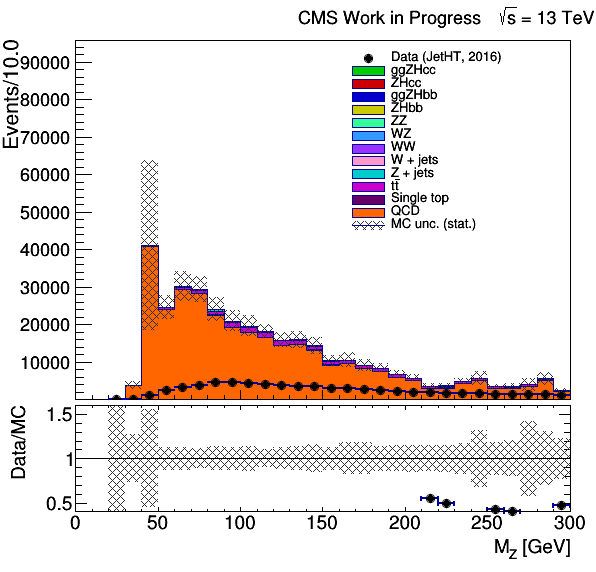 CMS Work in Progress √s = 13 TeV
Events/10.0
90000
80000
70000
60000
50000
40000
30000
20000
10000
Data (JetHT, 2016)
ggZHcc
ZHcc
ggZHbb
ZHbb
ZZ
WZ
WW
W + jets
Z + jets
tt̄
Single top
QCD
MC unc. (stat.)
Data/MC
1.5
1
0.5
0 50 100 150 200 250 300
M_Z [GeV]